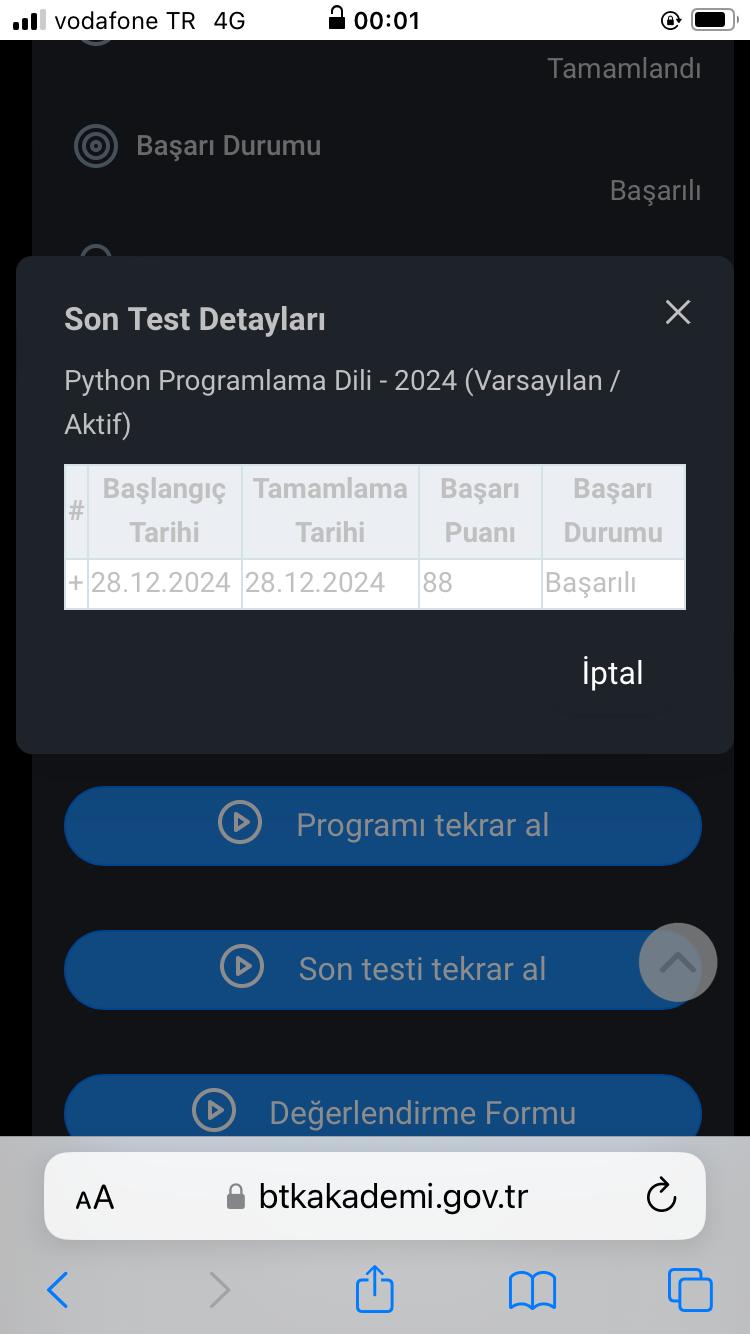 vodafone TR 4G 00:01
Tamamlandı
Başarı Durumu
Başarılı
Son Test Detayları
Python Programlama Dili - 2024 (Varsayılan /
Aktif)
# Başlangıç Tarihi Tamamlama Tarihi Başarı Puanı Başarı Durumu
+ 28.12.2024 28.12.2024 88 Başarılı
İptal
Programı tekrar al
Son testi tekrar al
Değerlendirme Formu
AA btkakademi.gov.tr